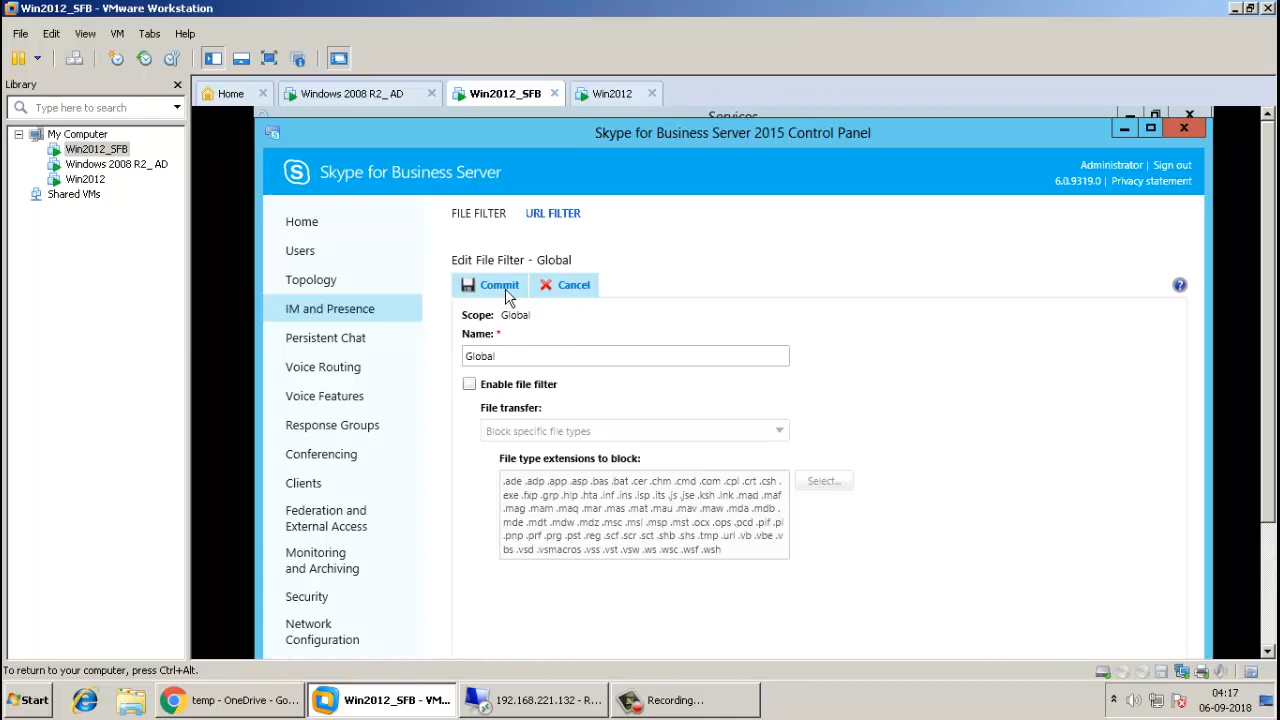 Win2012_SFB - VMware Workstation
File Edit View VM Tabs Help
Library
Type here to search
My Computer
Win2012_SFB
Windows 2008 R2_ AD
Win2012
Shared VMs
Home
Windows 2008 R2_ AD
Win2012_SFB
Win2012
Services
Skype for Business Server 2015 Control Panel
Skype for Business Server
Administrator | Sign out
6.0.9319.0 | Privacy statement
Home
Users
Topology
IM and Presence
Persistent Chat
Voice Routing
Voice Features
Response Groups
Conferencing
Clients
Federation and
External Access
Monitoring
and Archiving
Security
Network
Configuration
FILE FILTER URL FILTER
Edit File Filter - Global
Commit Cancel
Scope: Global
Name: *
Global
Enable file filter
File transfer:
Block specific file types
File type extensions to block:
.ade .adp .app .asp .bas .bat .cer .chm .cmd .com .cpl .crt .csh .
exe .fxp .grp .hlp .hta .inf .ins .isp .its .js .jse .ksh .lnk .mad .maf
.mag .mam .maq .mar .mas .mat .mau .mav .maw .mda .mdb .
mde .mdt .mdw .mdz .msc .msi .msp .mst .ocx .ops .pcd .pif .pl
.pnp .prf .prg .pst .reg .scf .scr .sct .shb .shs .tmp .url .vb .vbe .v
bs .vsd .vsmacros .vss .vst .vsw .ws .wsc .wsf .wsh
Select...
To return to your computer, press Ctrl+Alt.
Start
temp - OneDrive - Go...
Win2012_SFB - VM...
192.168.221.132 - R...
Recording...
04:17
06-09-2018